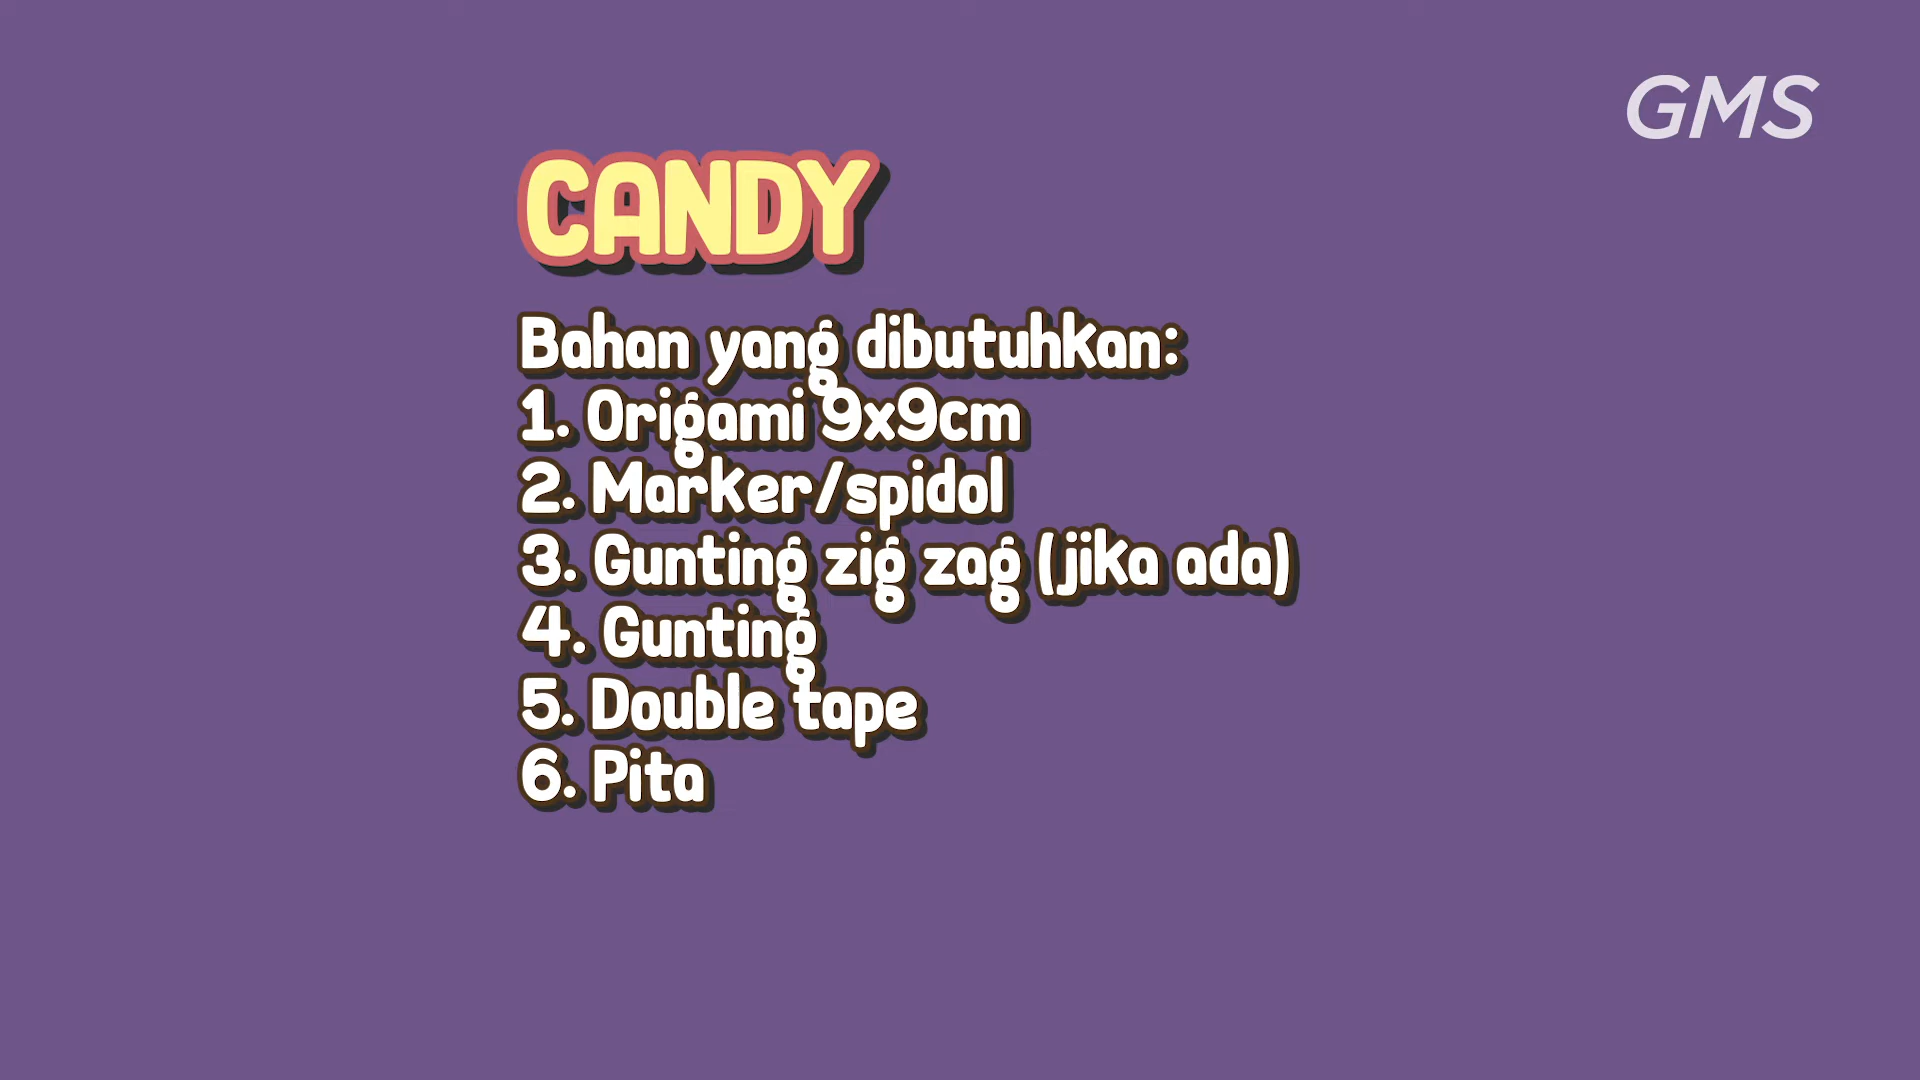 GMS
CANDY
Bahan yang dibutuhkan:
1. Origami 9x9cm
2. Marker/spidol
3. Gunting zig zag (jika ada)
4. Gunting
5. Double tape
6. Pita